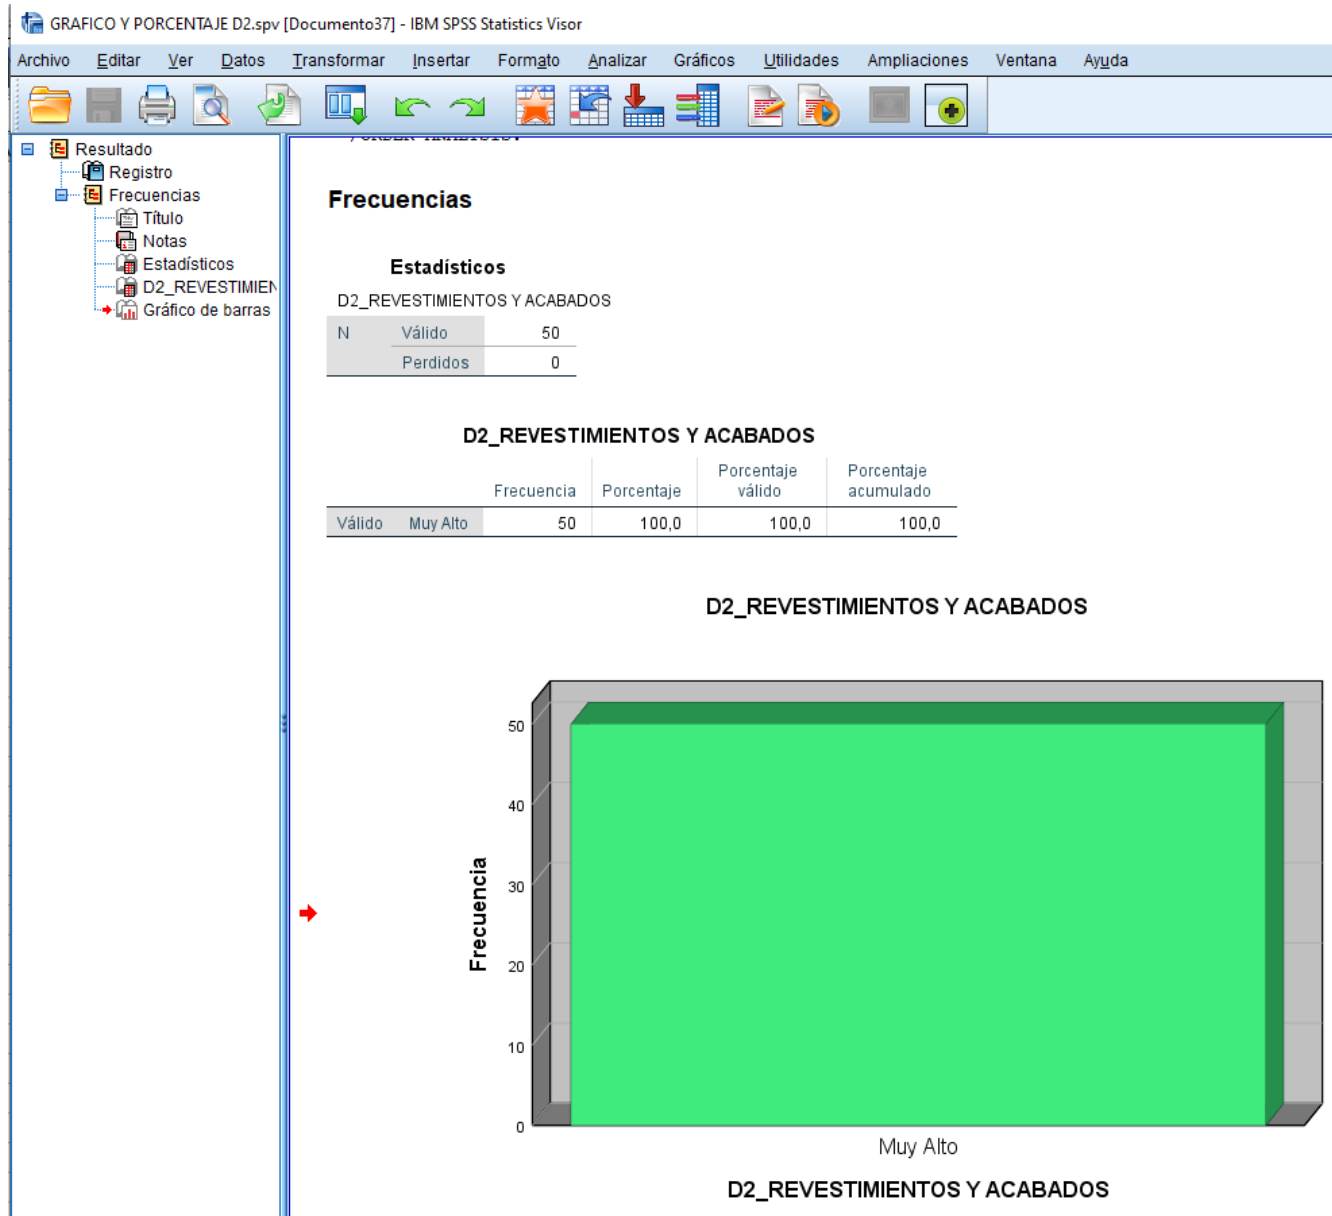 GRAFICO Y PORCENTAJE D2.spv [Documento37] - IBM SPSS Statistics Visor
Archivo Editar Ver Datos Transformar Insertar Formato Analizar Gráficos Utilidades Ampliaciones Ventana Ayuda
Resultado
Registro
Frecuencias
Título
Notas
Estadísticos
D2_REVESTIMIEN
Gráfico de barras
Frecuencias
Estadísticos
D2_REVESTIMIENTOS Y ACABADOS
N Válido 50
Perdidos 0
D2_REVESTIMIENTOS Y ACABADOS
Frecuencia Porcentaje Porcentaje válido Porcentaje acumulado
Válido Muy Alto 50 100,0 100,0 100,0
D2_REVESTIMIENTOS Y ACABADOS
Frecuencia
50
40
30
20
10
0
Muy Alto
D2_REVESTIMIENTOS Y ACABADOS